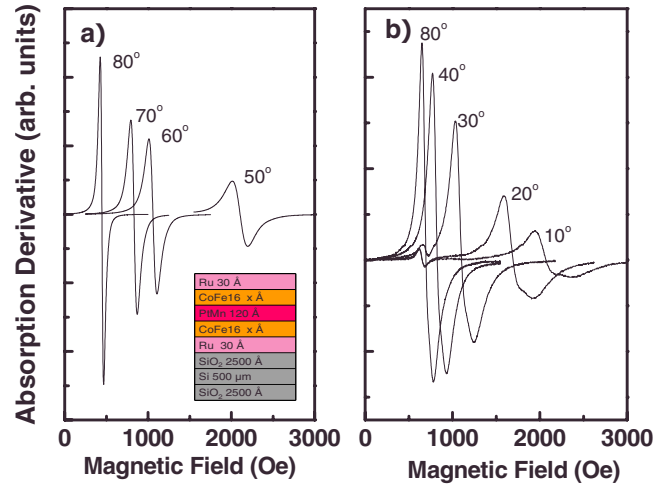 Absorption Derivative (arb. units)
a)
80°
70°
60°
50°
Ru 30 Å
CoFe16 x Å
PtMn 120 Å
CoFe16 x Å
Ru 30 Å
SiO₂ 2500 Å
Si 500 µm
SiO₂ 2500 Å
0 1000 2000 3000
Magnetic Field (Oe)
b)
80°
40°
30°
20°
10°
0 1000 2000 3000
Magnetic Field (Oe)